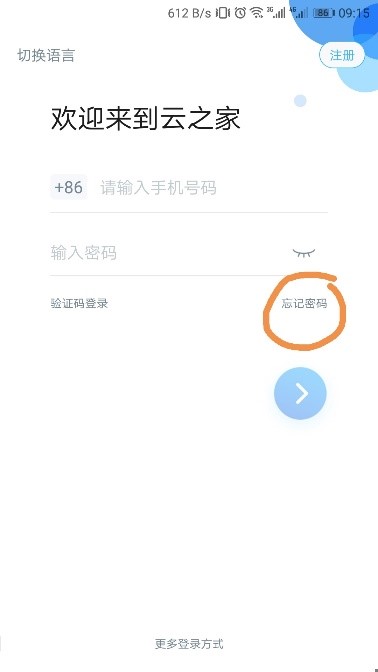 612 B/s 3G 4G 86 09:15
切换语言 注册
欢迎来到云之家
+86 请输入手机号码
输入密码
验证码登录 忘记密码
更多登录方式